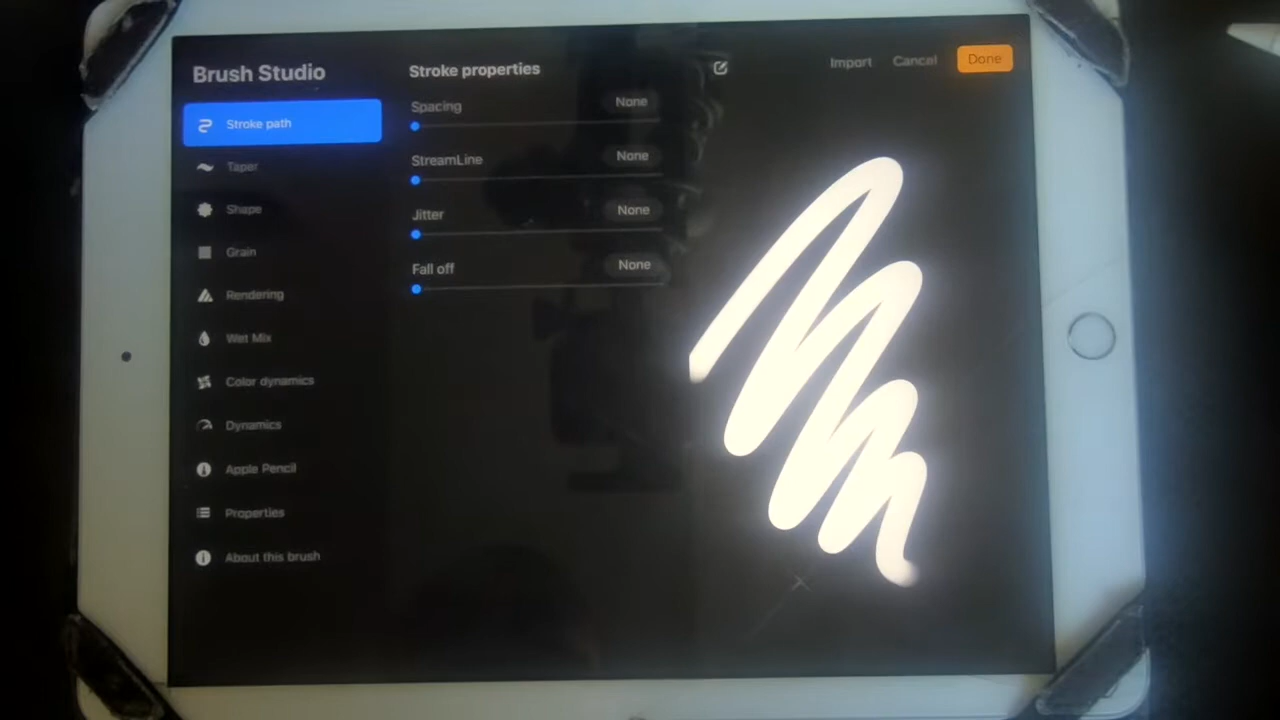 Brush Studio
Stroke path
Taper
Shape
Grain
Rendering
Wet Mix
Color dynamics
Dynamics
Apple Pencil
Properties
About this brush
Stroke properties
Spacing None
StreamLine None
Jitter None
Fall off None
Import Cancel Done